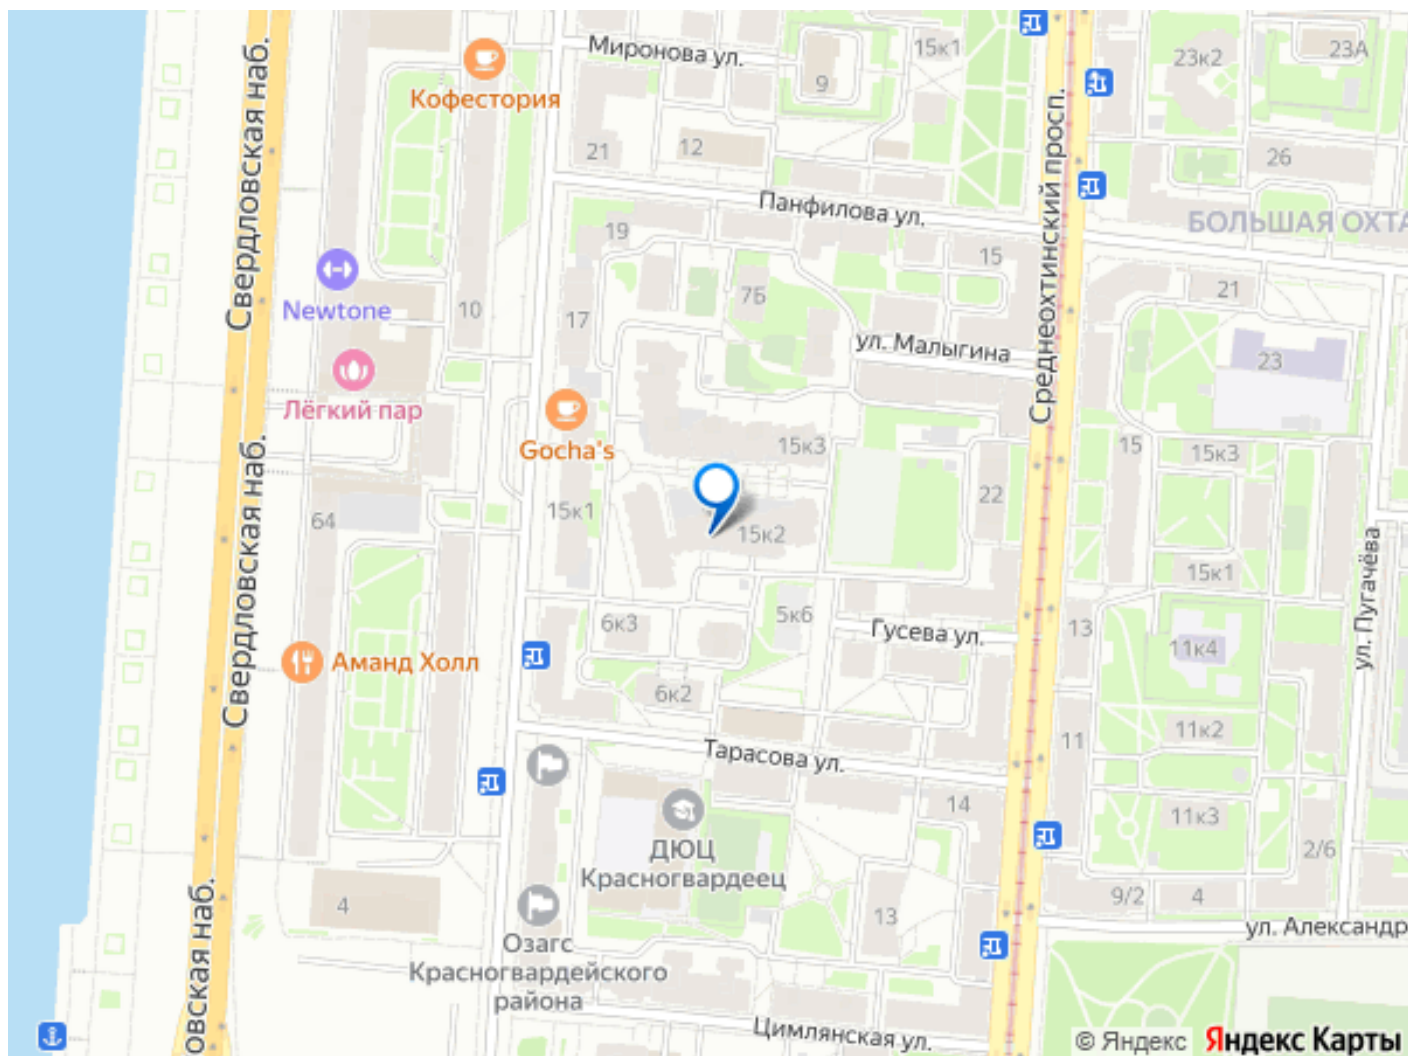 Миронова ул.
15к1
23к2
23А
Кофестория
9
Свердловская наб.
21
12
26
Среднеохтинский просп.
Панфилова ул.
БОЛЬШАЯ ОХТА
19
15
Newtone
10
17
7Б
21
ул. Малыгина
23
Лёгкий пар
Gocha's
15к3
15
15к3
Свердловская наб.
64
15к1
15к2
22
15к1
ул. Пугачёва
6к3
5к6
Гусева ул.
13
11к4
Аманд Холл
6к2
11к2
11
Тарасова ул.
14
11к3
ДЮЦ
Красногвардеец
2/6
4
9/2
4
13
Озагс
Красногвардейского
района
ул. Александр
овская наб.
Цимлянская ул.
© Яндекс
Яндекс Карты